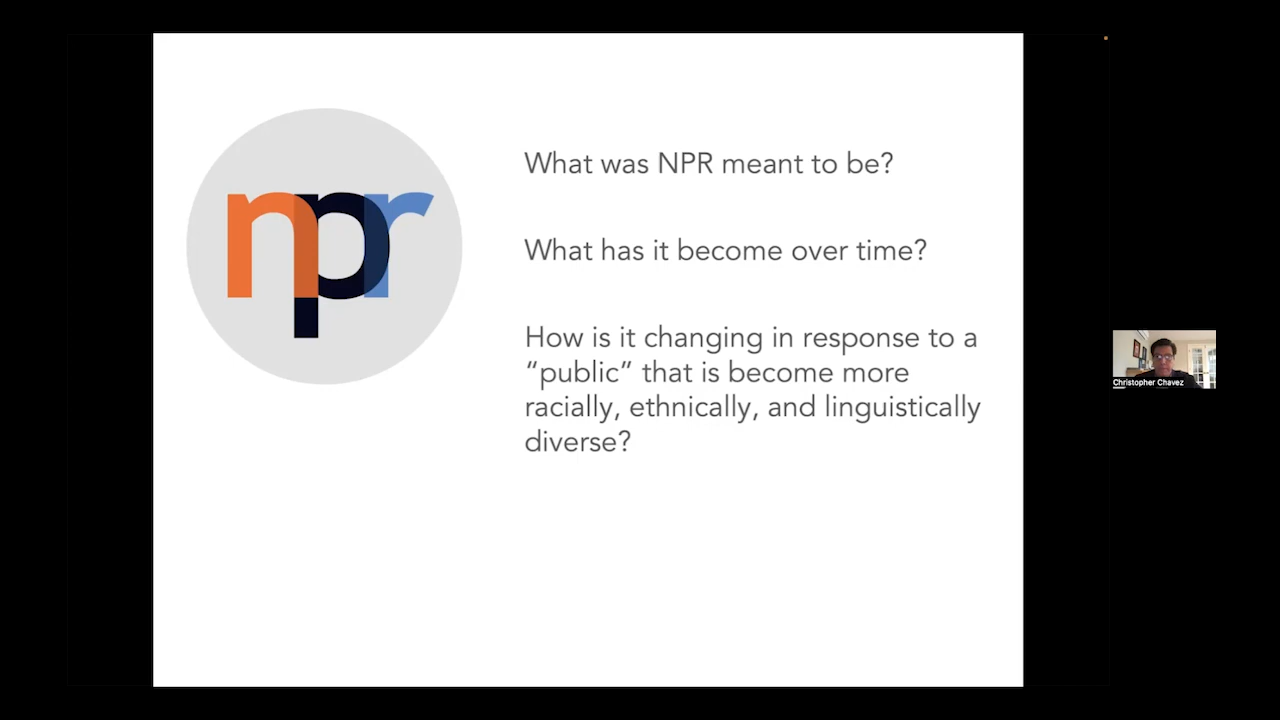 npr
What was NPR meant to be?
What has it become over time?
How is it changing in response to a
“public” that is become more
racially, ethnically, and linguistically
diverse?
Christopher Chavez